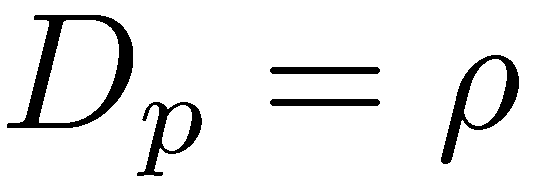 D_p = ρ